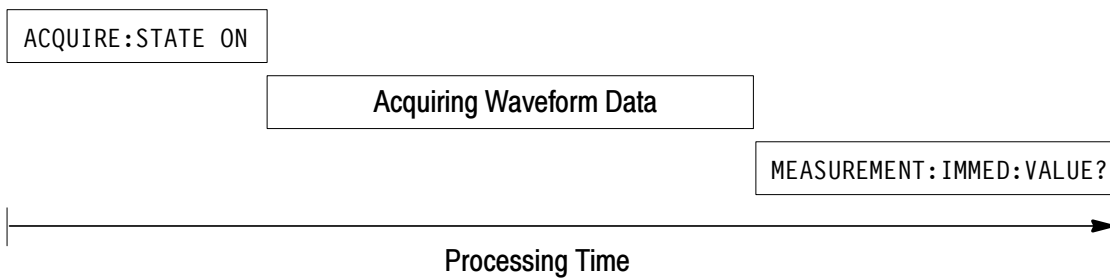 ACQUIRE:STATE ON
Acquiring Waveform Data
MEASUREMENT:IMMED:VALUE?
Processing Time